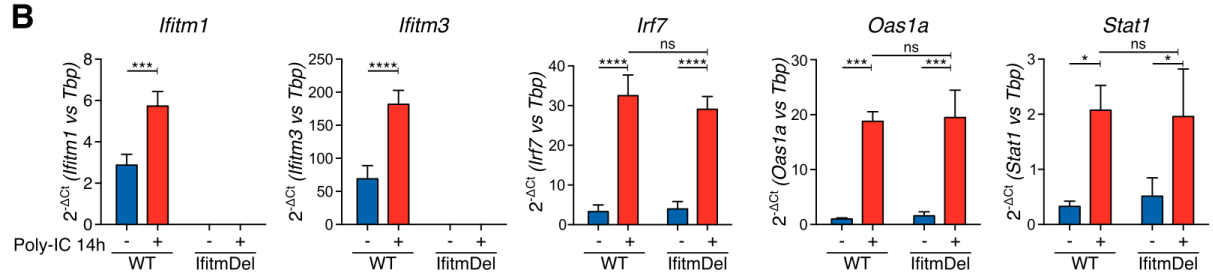 B
Ifitm1
Ifitm3
Irf7
Oas1a
Stat1
2^-ΔCt (Ifitm1 vs Tbp)
8
6
4
2
0
***
2^-ΔCt (Ifitm3 vs Tbp)
250
200
150
100
50
0
****
2^-ΔCt (Irf7 vs Tbp)
40
30
20
10
0
ns
**** ****
2^-ΔCt (Oas1a vs Tbp)
30
20
10
0
ns
*** ***
2^-ΔCt (Stat1 vs Tbp)
3
2
1
0
ns
* *
Poly-IC 14h - + - + - + - + - + - + - + - + - + - +
WT IfitmDel WT IfitmDel WT IfitmDel WT IfitmDel WT IfitmDel